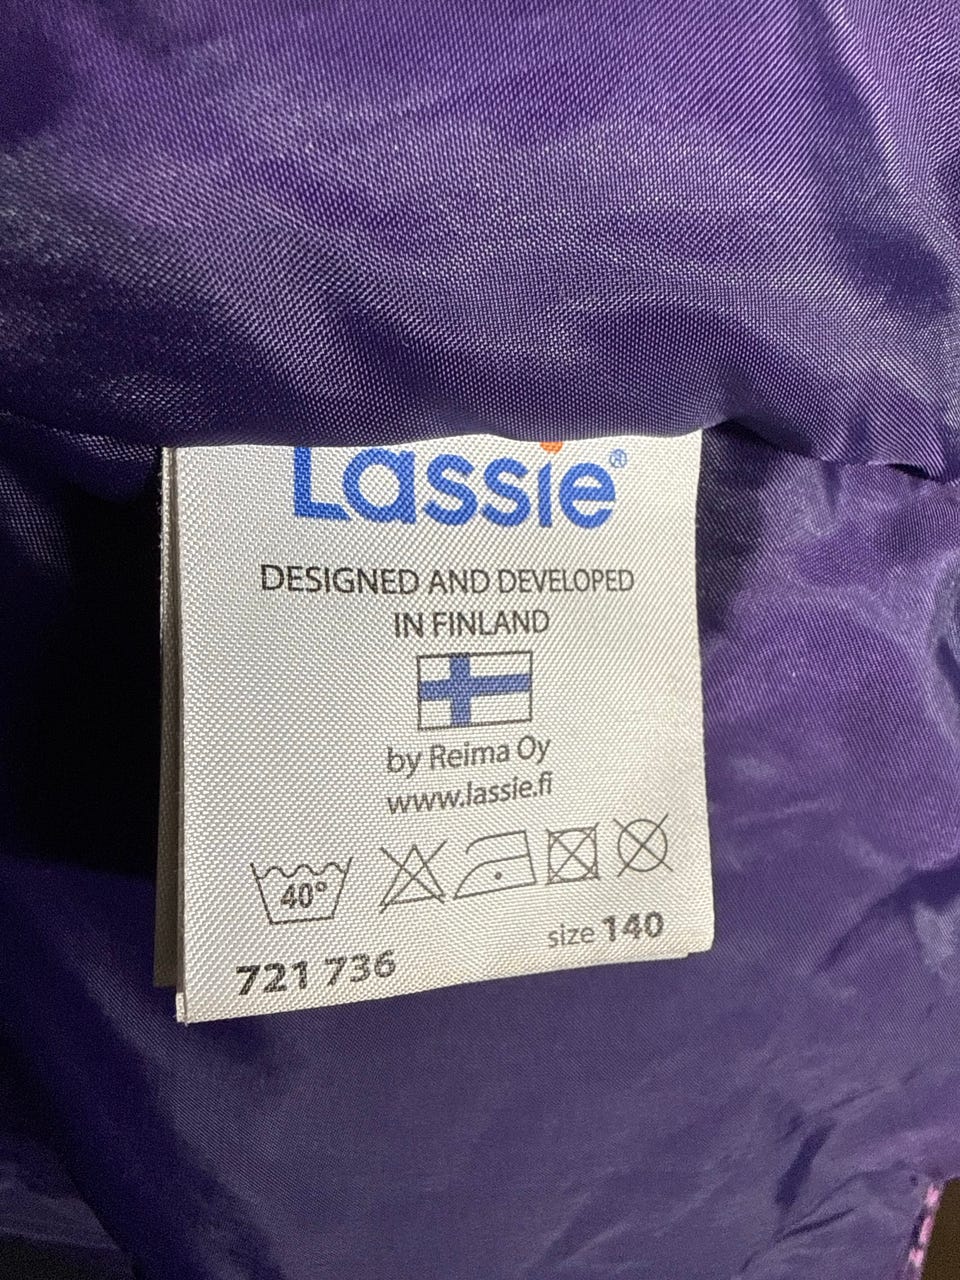 Lassie®
DESIGNED AND DEVELOPED
IN FINLAND
by Reima Oy
www.lassie.fi
40°
size 140
721 736